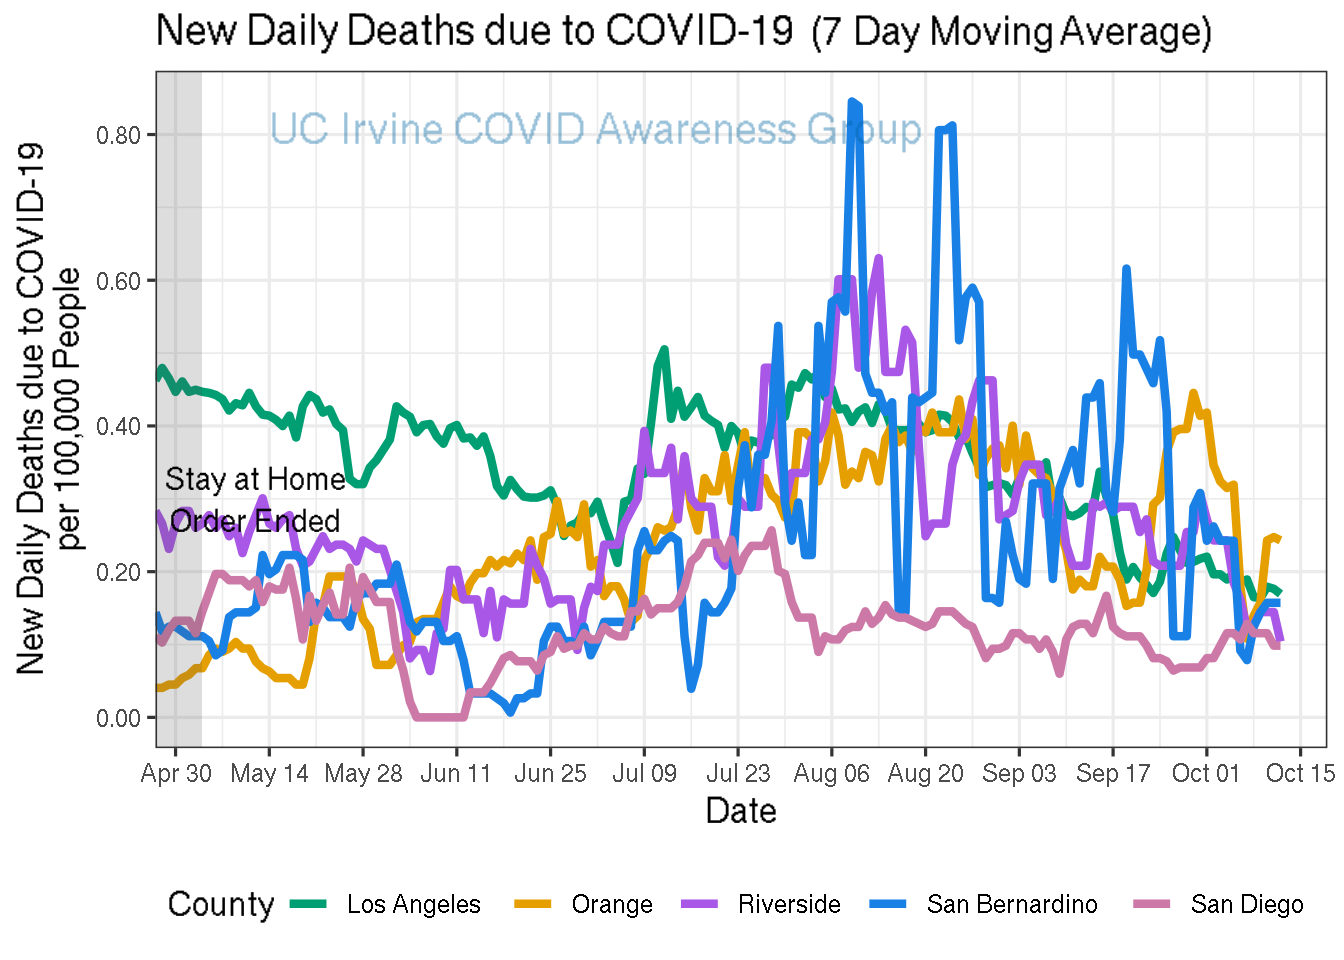 New Daily Deaths due to COVID-19 (7 Day Moving Average)
UC Irvine COVID Awareness Group
New Daily Deaths due to COVID-19
per 100,000 People
0.80
0.60
0.40
0.20
0.00
Stay at Home
Order Ended
Apr 30 May 14 May 28 Jun 11 Jun 25 Jul 09 Jul 23 Aug 06 Aug 20 Sep 03 Sep 17 Oct 01 Oct 15
Date
County Los Angeles Orange Riverside San Bernardino San Diego